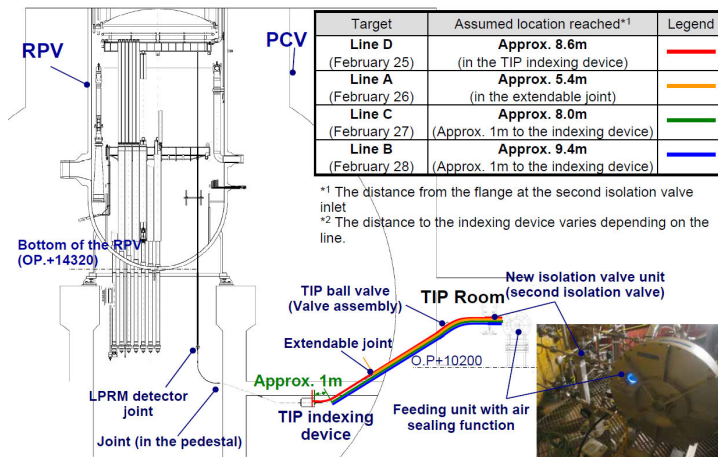 Target Assumed location reached*1 Legend
Line D Approx. 8.6m
(February 25) (in the TIP indexing device)
Line A Approx. 5.4m
(February 26) (in the extendable joint)
Line C Approx. 8.0m
(February 27) (Approx. 1m to the indexing device)
Line B Approx. 9.4m
(February 28) (Approx. 1m to the indexing device)
*1 The distance from the flange at the second isolation valve
inlet
*2 The distance to the indexing device varies depending on the
line.
RPV
PCV
Bottom of the RPV
(OP.+14320)
TIP ball valve
(Valve assembly)
TIP Room
New isolation valve unit
(second isolation valve)
Extendable joint
O.P+10200
Approx. 1m
LPRM detector
joint
TIP indexing
device
Joint (in the pedestal)
Feeding unit with air
sealing function